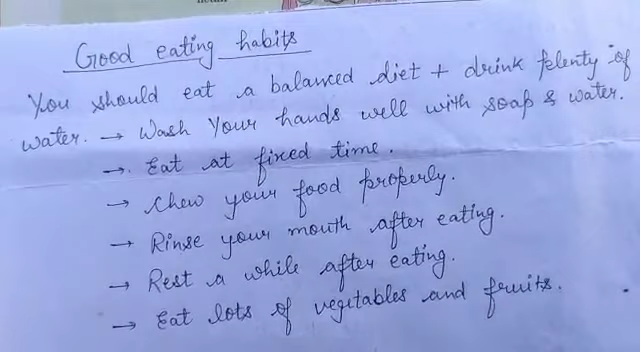 Good eating habits
You should eat a balanced diet + drink plenty of
water. → Wash Your hands well with soap & water.
→ Eat at fixed time.
→ Chew your food properly.
→ Rinse your mouth after eating.
→ Rest a while after eating.
→ Eat lots of vegetables and fruits.